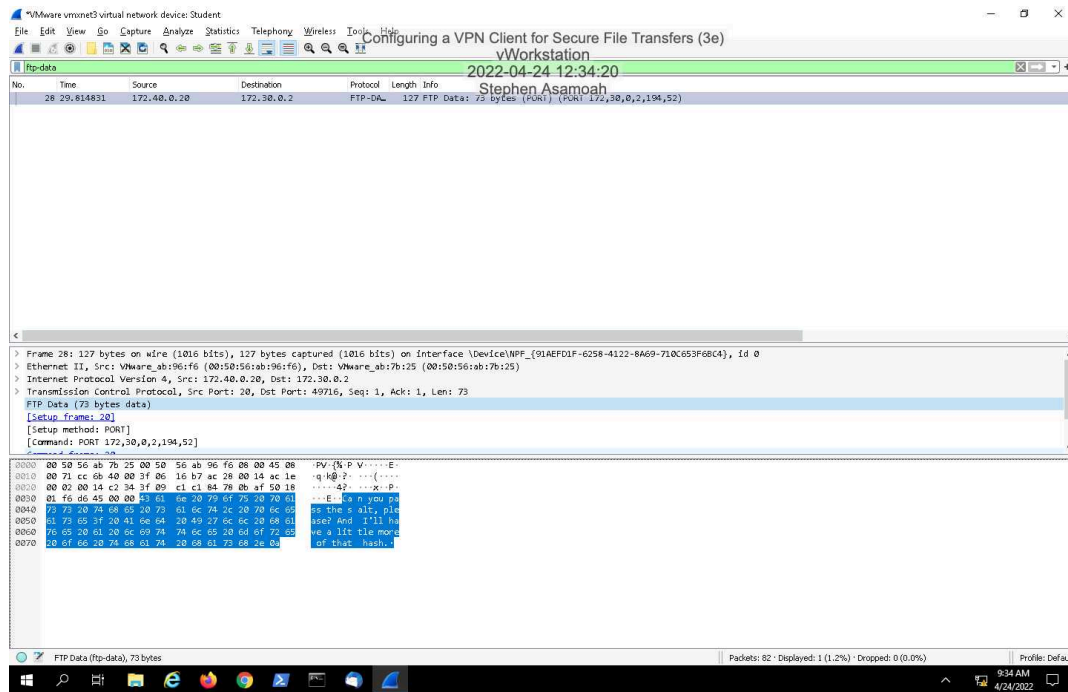 *VMware vmxnet3 virtual network device: Student
File Edit View Go Capture Analyze Statistics Telephony Wireless Tools Help
Configuring a VPN Client for Secure File Transfers (3e)
vWorkstation
2022-04-24 12:34:20
Stephen Asamoah
ftp-data
No. Time Source Destination Protocol Length Info
28 29.614831 172.40.0.20 172.30.0.2 FTP-DA… 127 FTP Data: 73 bytes (PORT) (PORT 172,30,0,2,194,52)
> Frame 28: 127 bytes on wire (1016 bits), 127 bytes captured (1016 bits) on interface \Device\NPF_{91AEFD1F-6258-4122-8A69-710C653F6BC4}, id 0
> Ethernet II, Src: VMware_ab:96:f6 (00:50:56:ab:96:f6), Dst: VMware_ab:7b:25 (00:50:56:ab:7b:25)
> Internet Protocol Version 4, Src: 172.40.0.20, Dst: 172.30.0.2
> Transmission Control Protocol, Src Port: 20, Dst Port: 49716, Seq: 1, Ack: 1, Len: 73
FTP Data (73 bytes data)
[Setup frame: 20]
[Setup method: PORT]
[Command: PORT 172,30,0,2,194,52]
0000 00 50 56 ab 7b 25 00 50 56 ab 96 f6 08 00 45 08 ·PV·{%·P V·····E·
0010 00 71 cc 6b 40 00 3f 06 16 b7 ac 28 00 14 ac 1e ·q·k@·?· ···(····
0020 00 02 00 14 c2 34 3f 09 c1 c1 84 78 0b af 50 18 ·····4?· ···x··P·
0030 01 f6 d6 45 00 00 43 61 6e 20 79 6f 75 20 70 61 ···E··Ca n you pa
0040 73 73 20 74 68 65 20 73 61 6c 74 2c 20 70 6c 65 ss the s alt, ple
0050 61 73 65 3f 20 41 6e 64 20 49 27 6c 6c 20 68 61 ase? And I'll ha
0060 76 65 20 61 20 6c 69 74 74 6c 65 20 6d 6f 72 65 ve a lit tle more
0070 20 6f 66 20 74 68 61 74 20 68 61 73 68 2e 0a of that hash.·
FTP Data (ftp-data), 73 bytes Packets: 82 · Displayed: 1 (1.2%) · Dropped: 0 (0.0%) Profile: Defau
9:34 AM
4/24/2022